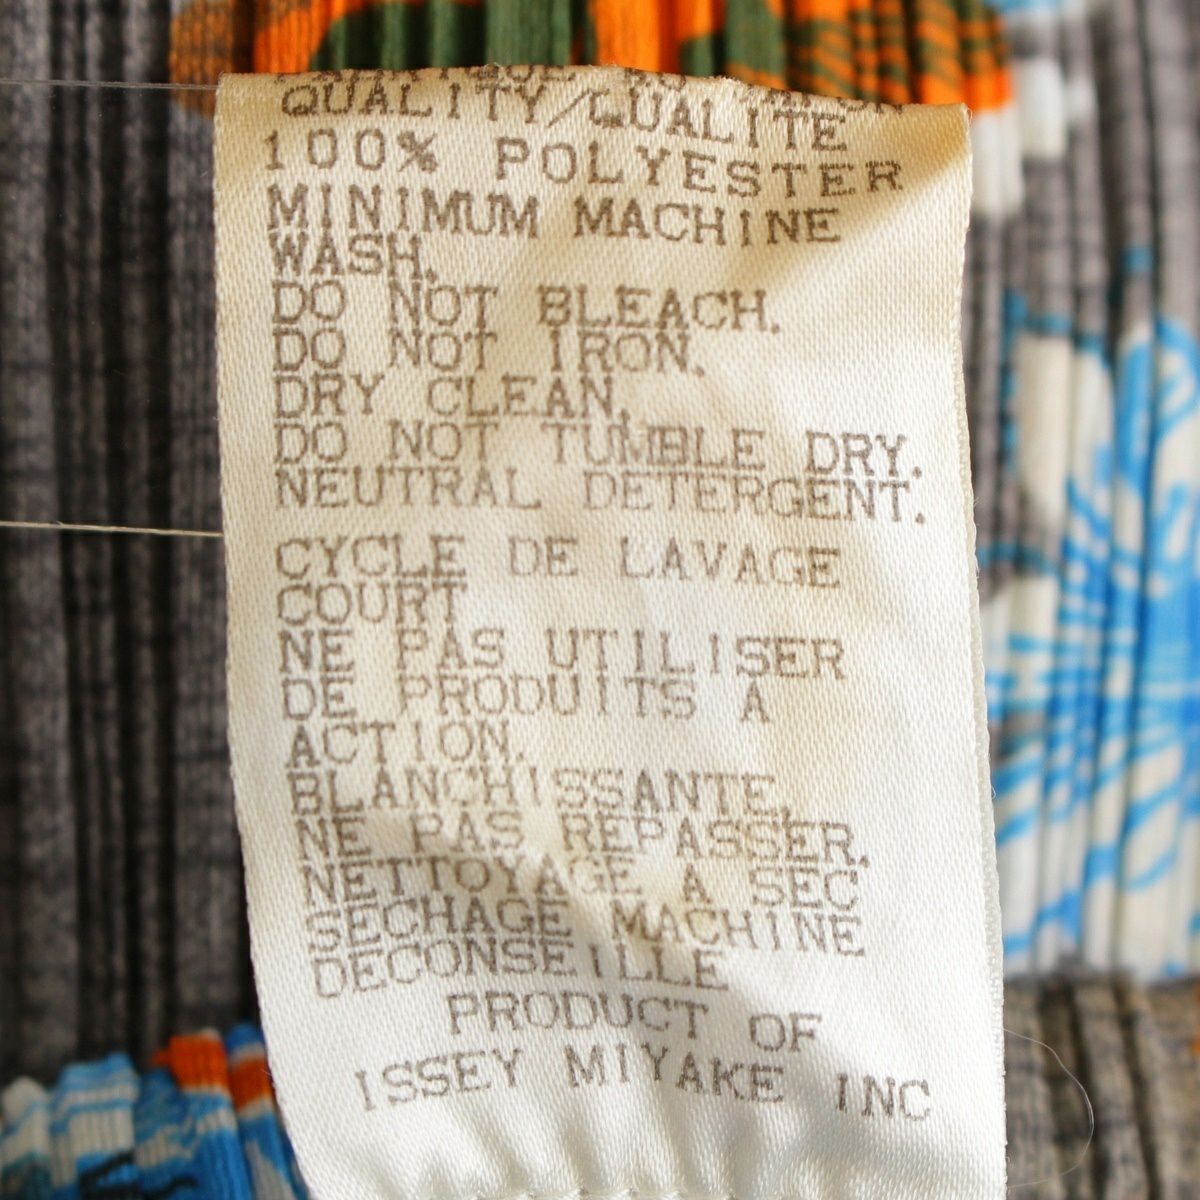 QUALITY/QUALITE
100% POLYESTER
MINIMUM MACHINE
WASH.
DO NOT BLEACH.
DO NOT IRON.
DRY CLEAN.
DO NOT TUMBLE DRY.
NEUTRAL DETERGENT.
CYCLE DE LAVAGE
COURT
NE PAS UTILISER
DE PRODUITS A
ACTION.
BLANCHISSANTE.
NE PAS REPASSER.
NETTOYAGE A SEC
SECHAGE MACHINE
DECONSEILLE
PRODUCT OF
ISSEY MIYAKE INC